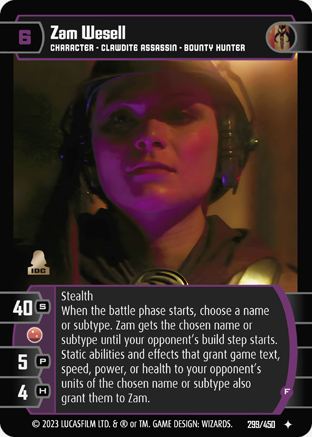 6 Zam Wesell
CHARACTER - CLAWDITE ASSASSIN - BOUNTY HUNTER
IDC
40 S
5 P
4 H
Stealth
When the battle phase starts, choose a name
or subtype. Zam gets the chosen name or
subtype until your opponent's build step starts.
Static abilities and effects that grant game text,
speed, power, or health to your opponent's
units of the chosen name or subtype also
grant them to Zam.
F
© 2023 LUCASFILM LTD. & ® or TM. GAME DESIGN: WIZARDS. 299/450